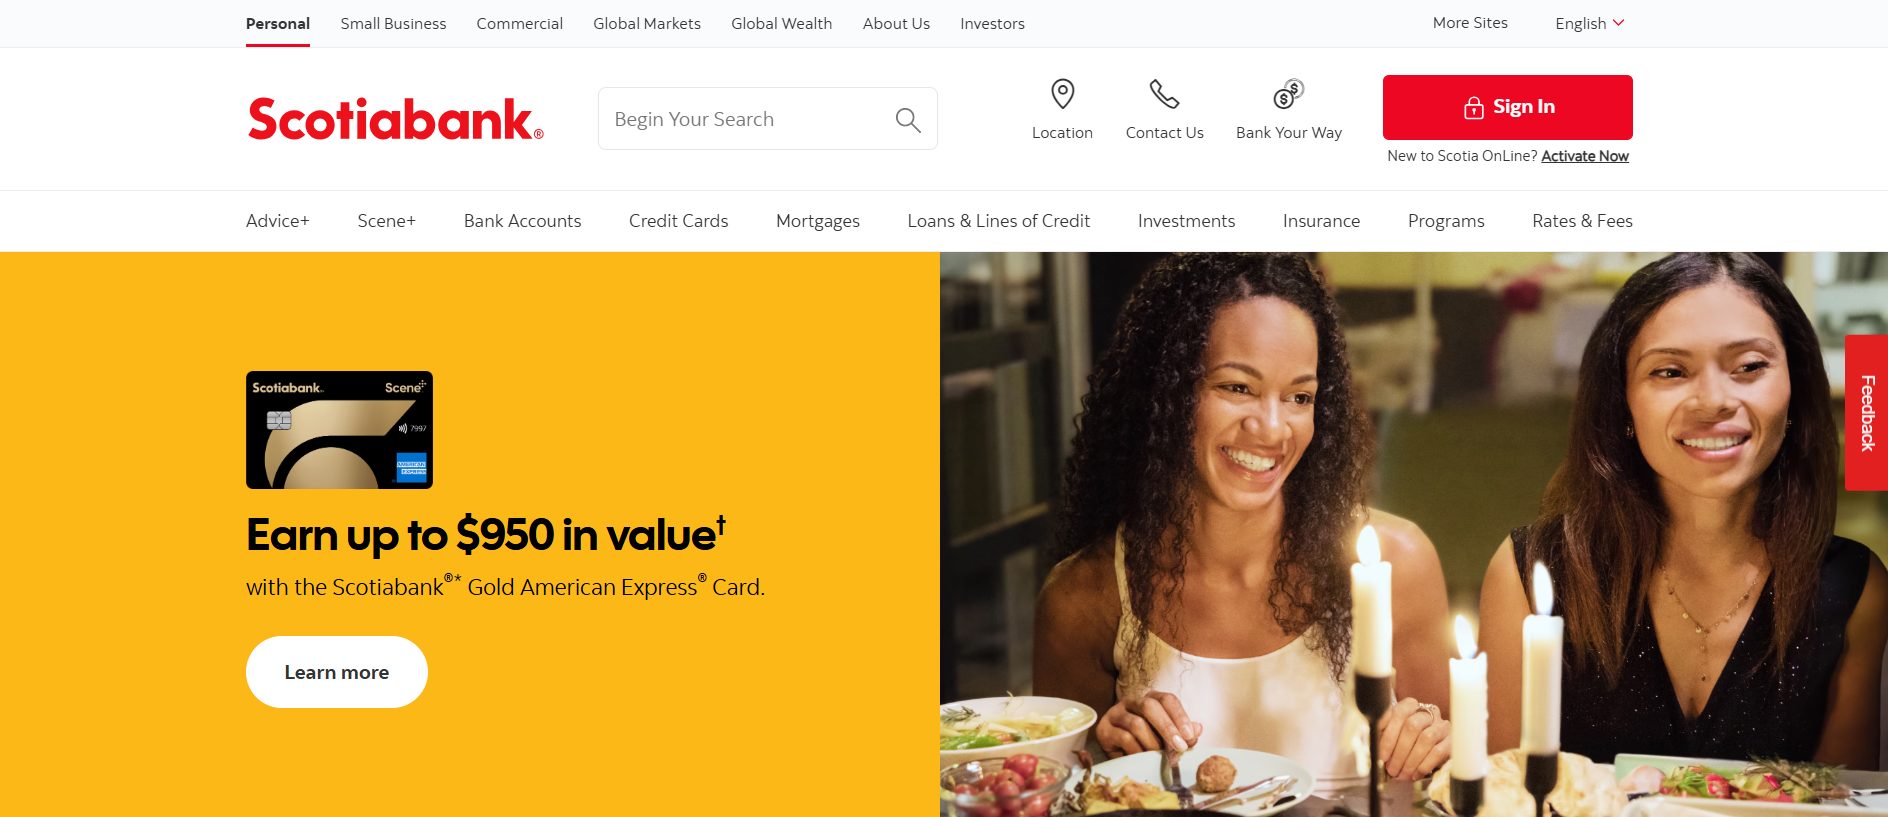 Personal Small Business Commercial Global Markets Global Wealth About Us Investors More Sites English
Scotiabank®
Begin Your Search
Location Contact Us Bank Your Way
Sign In
New to Scotia OnLine? Activate Now
Advice+ Scene+ Bank Accounts Credit Cards Mortgages Loans & Lines of Credit Investments Insurance Programs Rates & Fees
Scotiabank Scene+
7997
AMERICAN
EXPRESS
Earn up to $950 in value†
with the Scotiabank®* Gold American Express® Card.
Learn more
Feedback